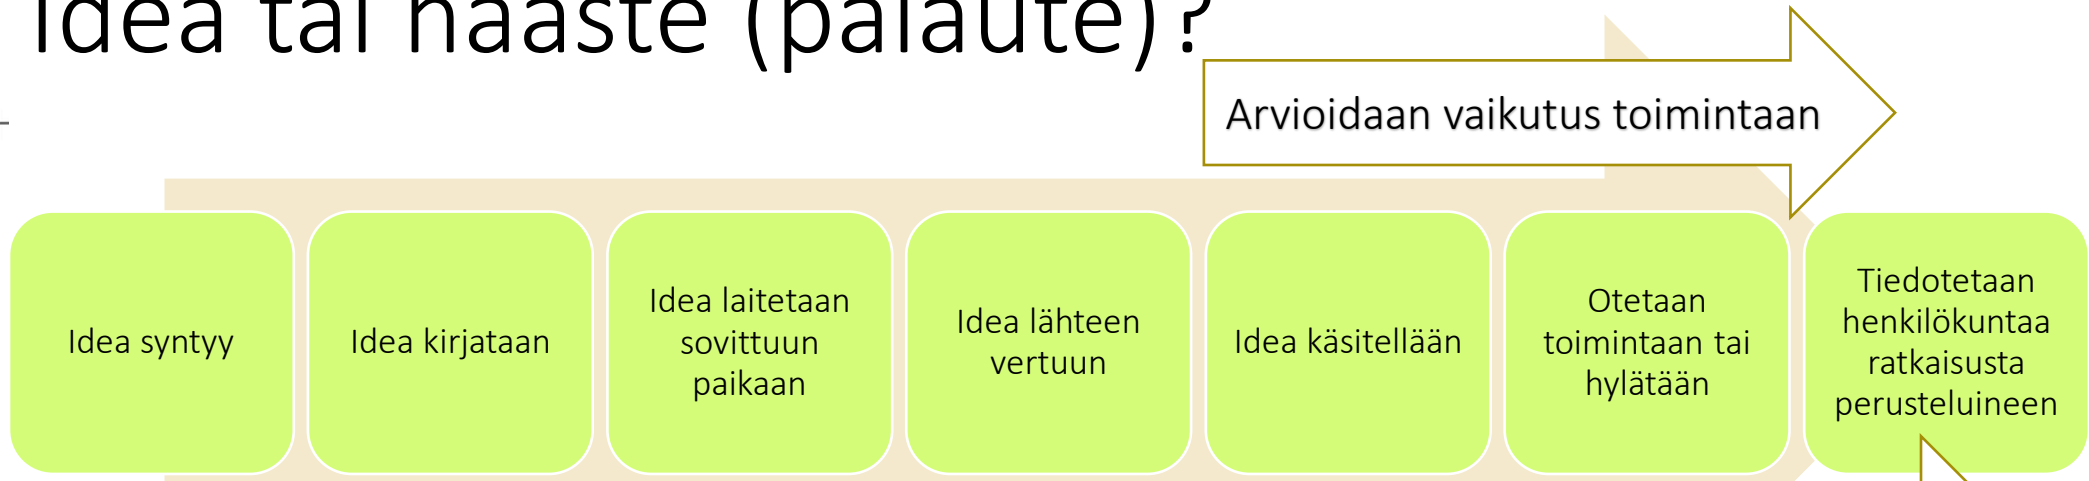 Idea tai haaste (palaute)?
Arvioidaan vaikutus toimintaan
Idea syntyy
Idea kirjataan
Idea laitetaan
sovittuun
paikaan
Idea lähteen
vertuun
Idea käsitellään
Otetaan
toimintaan tai
hylätään
Tiedotetaan
henkilökuntaa
ratkaisusta
perusteluineen